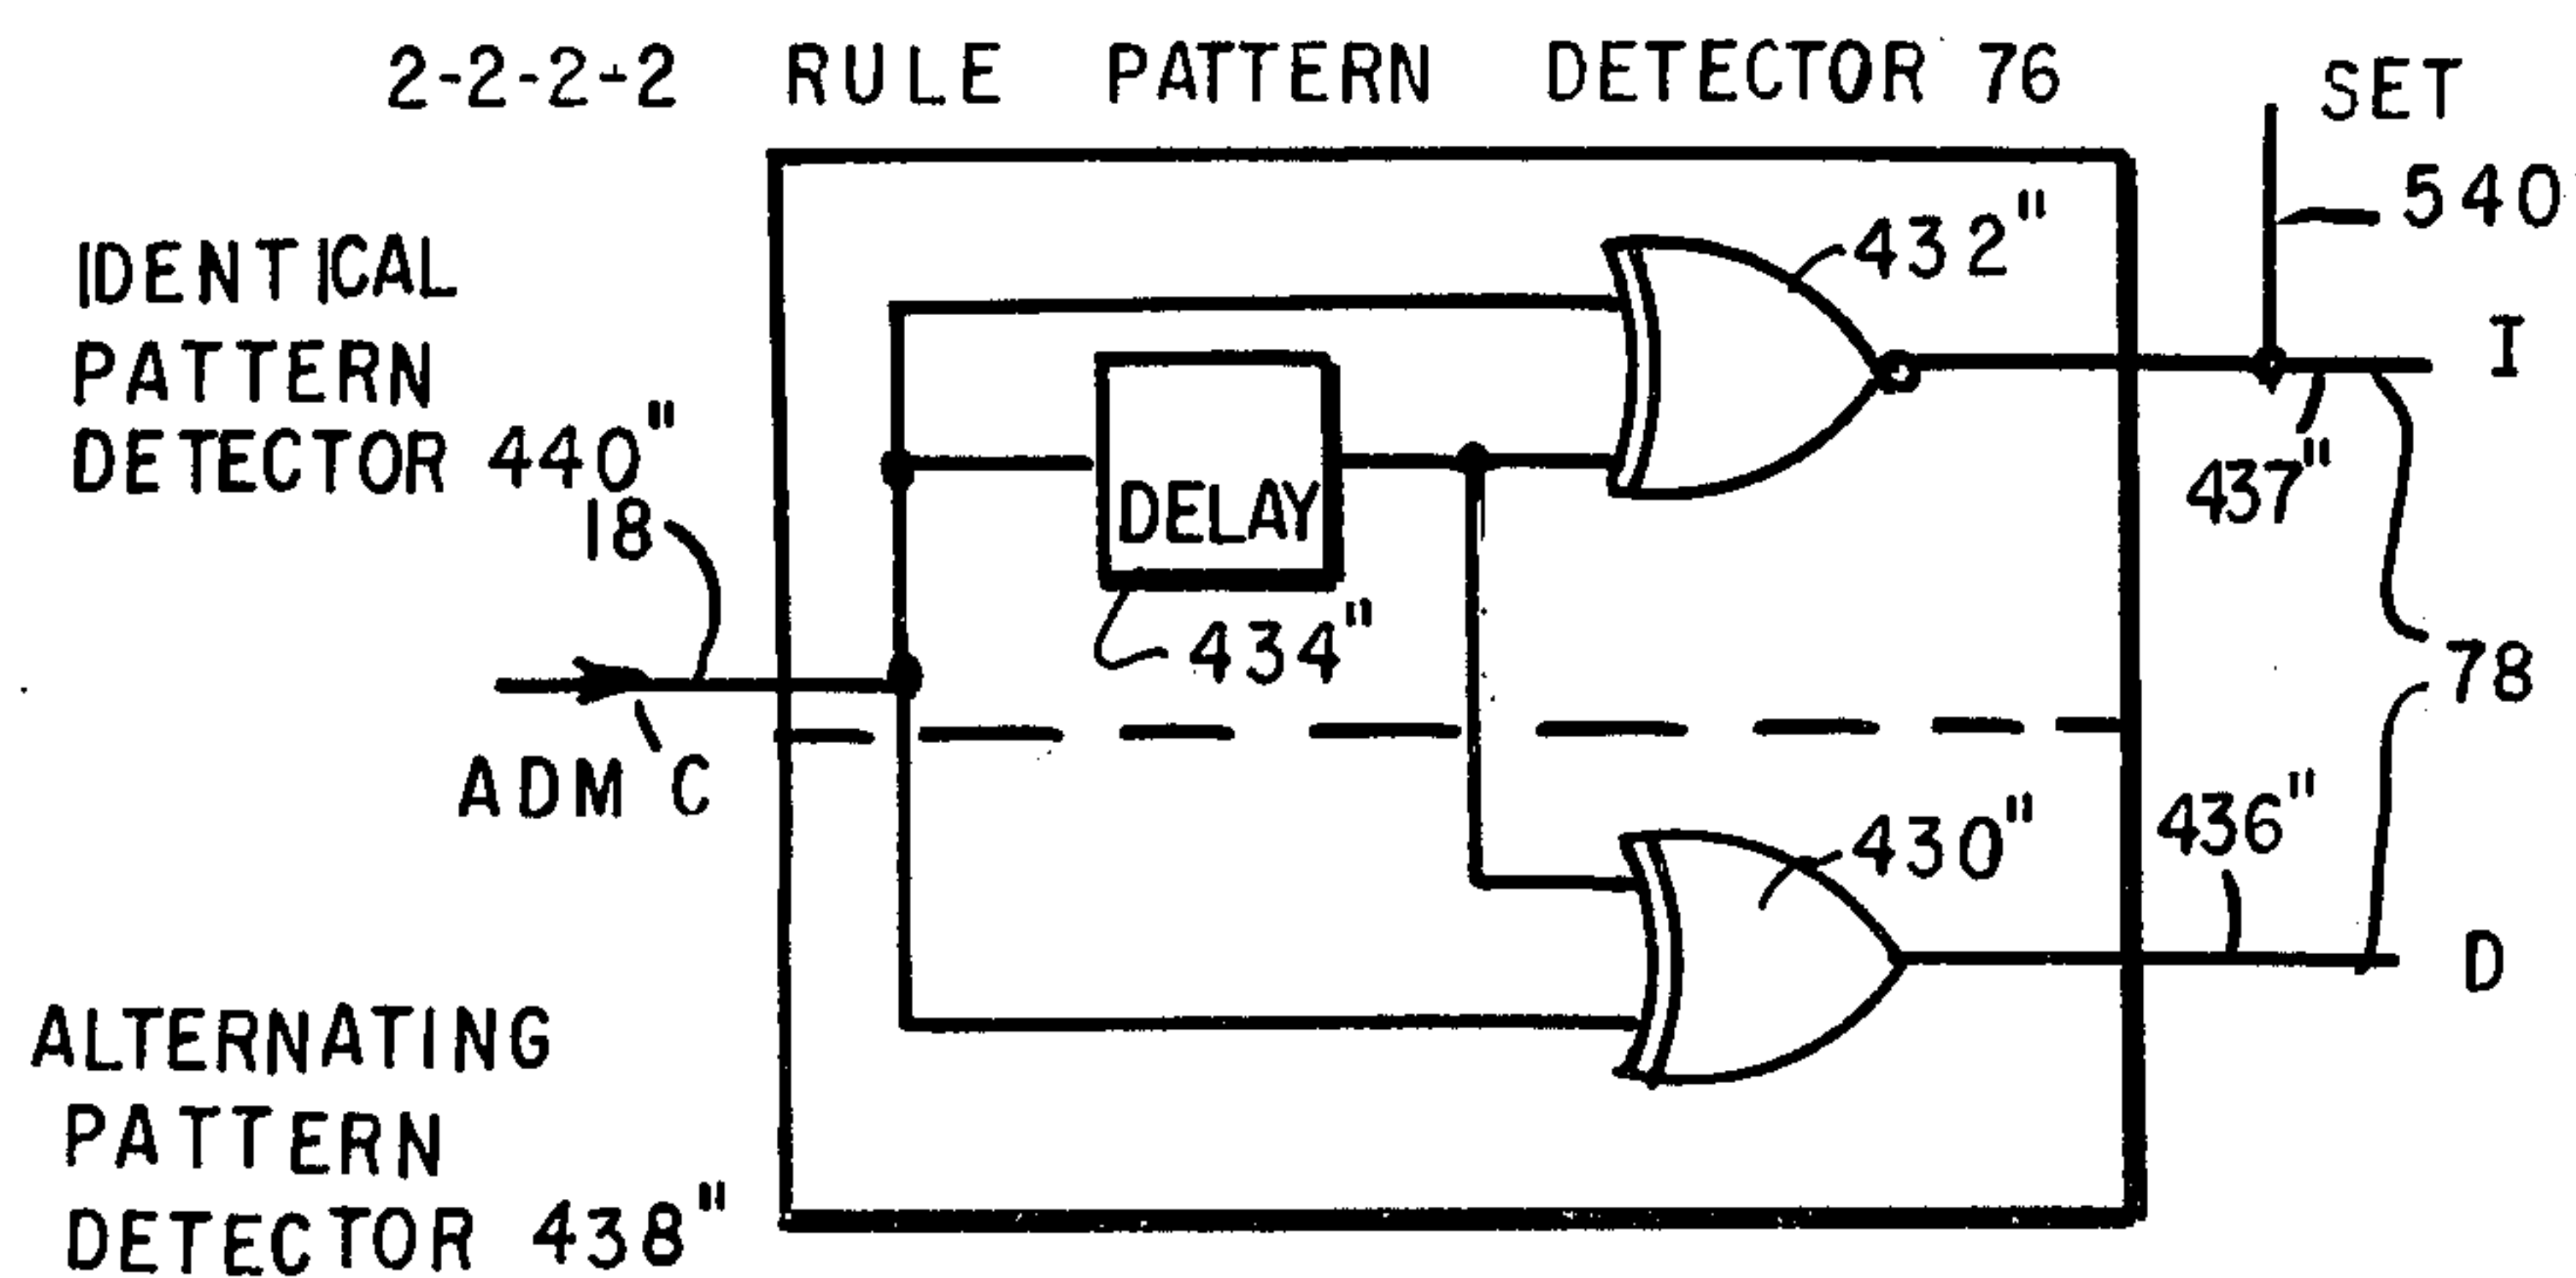 2-2-2-2 RULE PATTERN DETECTOR 76
SET
540
IDENTICAL
PATTERN
DETECTOR 440"
432"
I
DELAY
437"
18
434"
78
ADM C
430"
436"
D
ALTERNATING
PATTERN
DETECTOR 438"